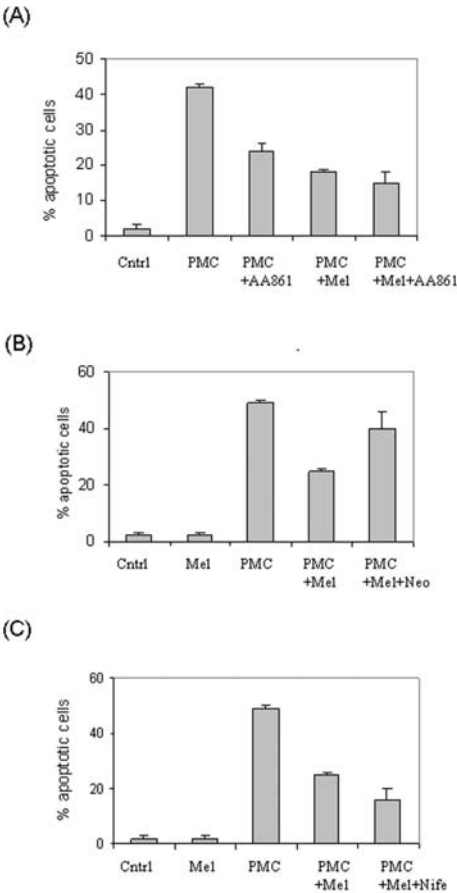 (A)
% apoptotic cells
50
40
30
20
10
0
Cntrl PMC PMC PMC PMC
+AA861 +Mel +Mel+AA861
(B)
% apoptotic cells
60
40
20
0
Cntrl Mel PMC PMC PMC
+Mel +Mel+Neo
(C)
% apoptotic cells
60
40
20
0
Cntrl Mel PMC PMC PMC
+Mel +Mel+Nife